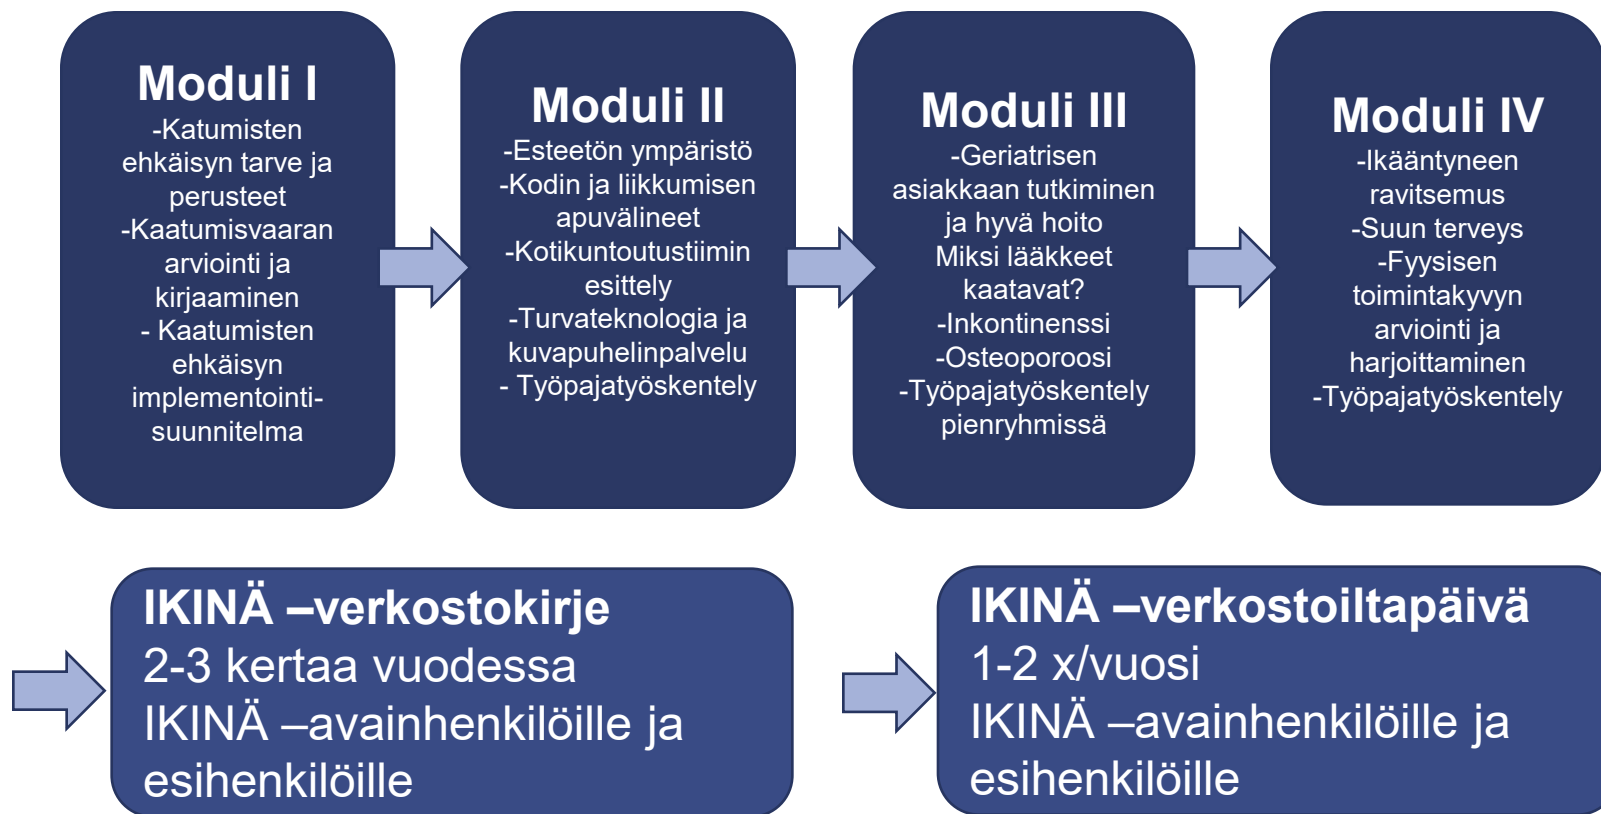 Moduli I
-Katumisten
ehkäisyn tarve ja
perusteet
-Kaatumisvaaran
arviointi ja
kirjaaminen
- Kaatumisten
ehkäisyn
implementointi-
suunnitelma
Moduli II
-Esteetön ympäristö
-Kodin ja liikkumisen
apuvälineet
-Kotikuntoutustiimin
esittely
-Turvateknologia ja
kuvapuhelinpalvelu
- Työpajatyöskentely
Moduli III
-Geriatrisen
asiakkaan tutkiminen
ja hyvä hoito
Miksi lääkkeet
kaatavat?
-Inkontinenssi
-Osteoporoosi
-Työpajatyöskentely
pienryhmissä
Moduli IV
-Ikääntyneen
ravitsemus
-Suun terveys
-Fyysisen
toimintakyvyn
arviointi ja
harjoittaminen
-Työpajatyöskentely
IKINÄ –verkostokirje
2-3 kertaa vuodessa
IKINÄ –avainhenkilöille ja
esihenkilöille
IKINÄ –verkostoiltapäivä
1-2 x/vuosi
IKINÄ –avainhenkilöille ja
esihenkilöille